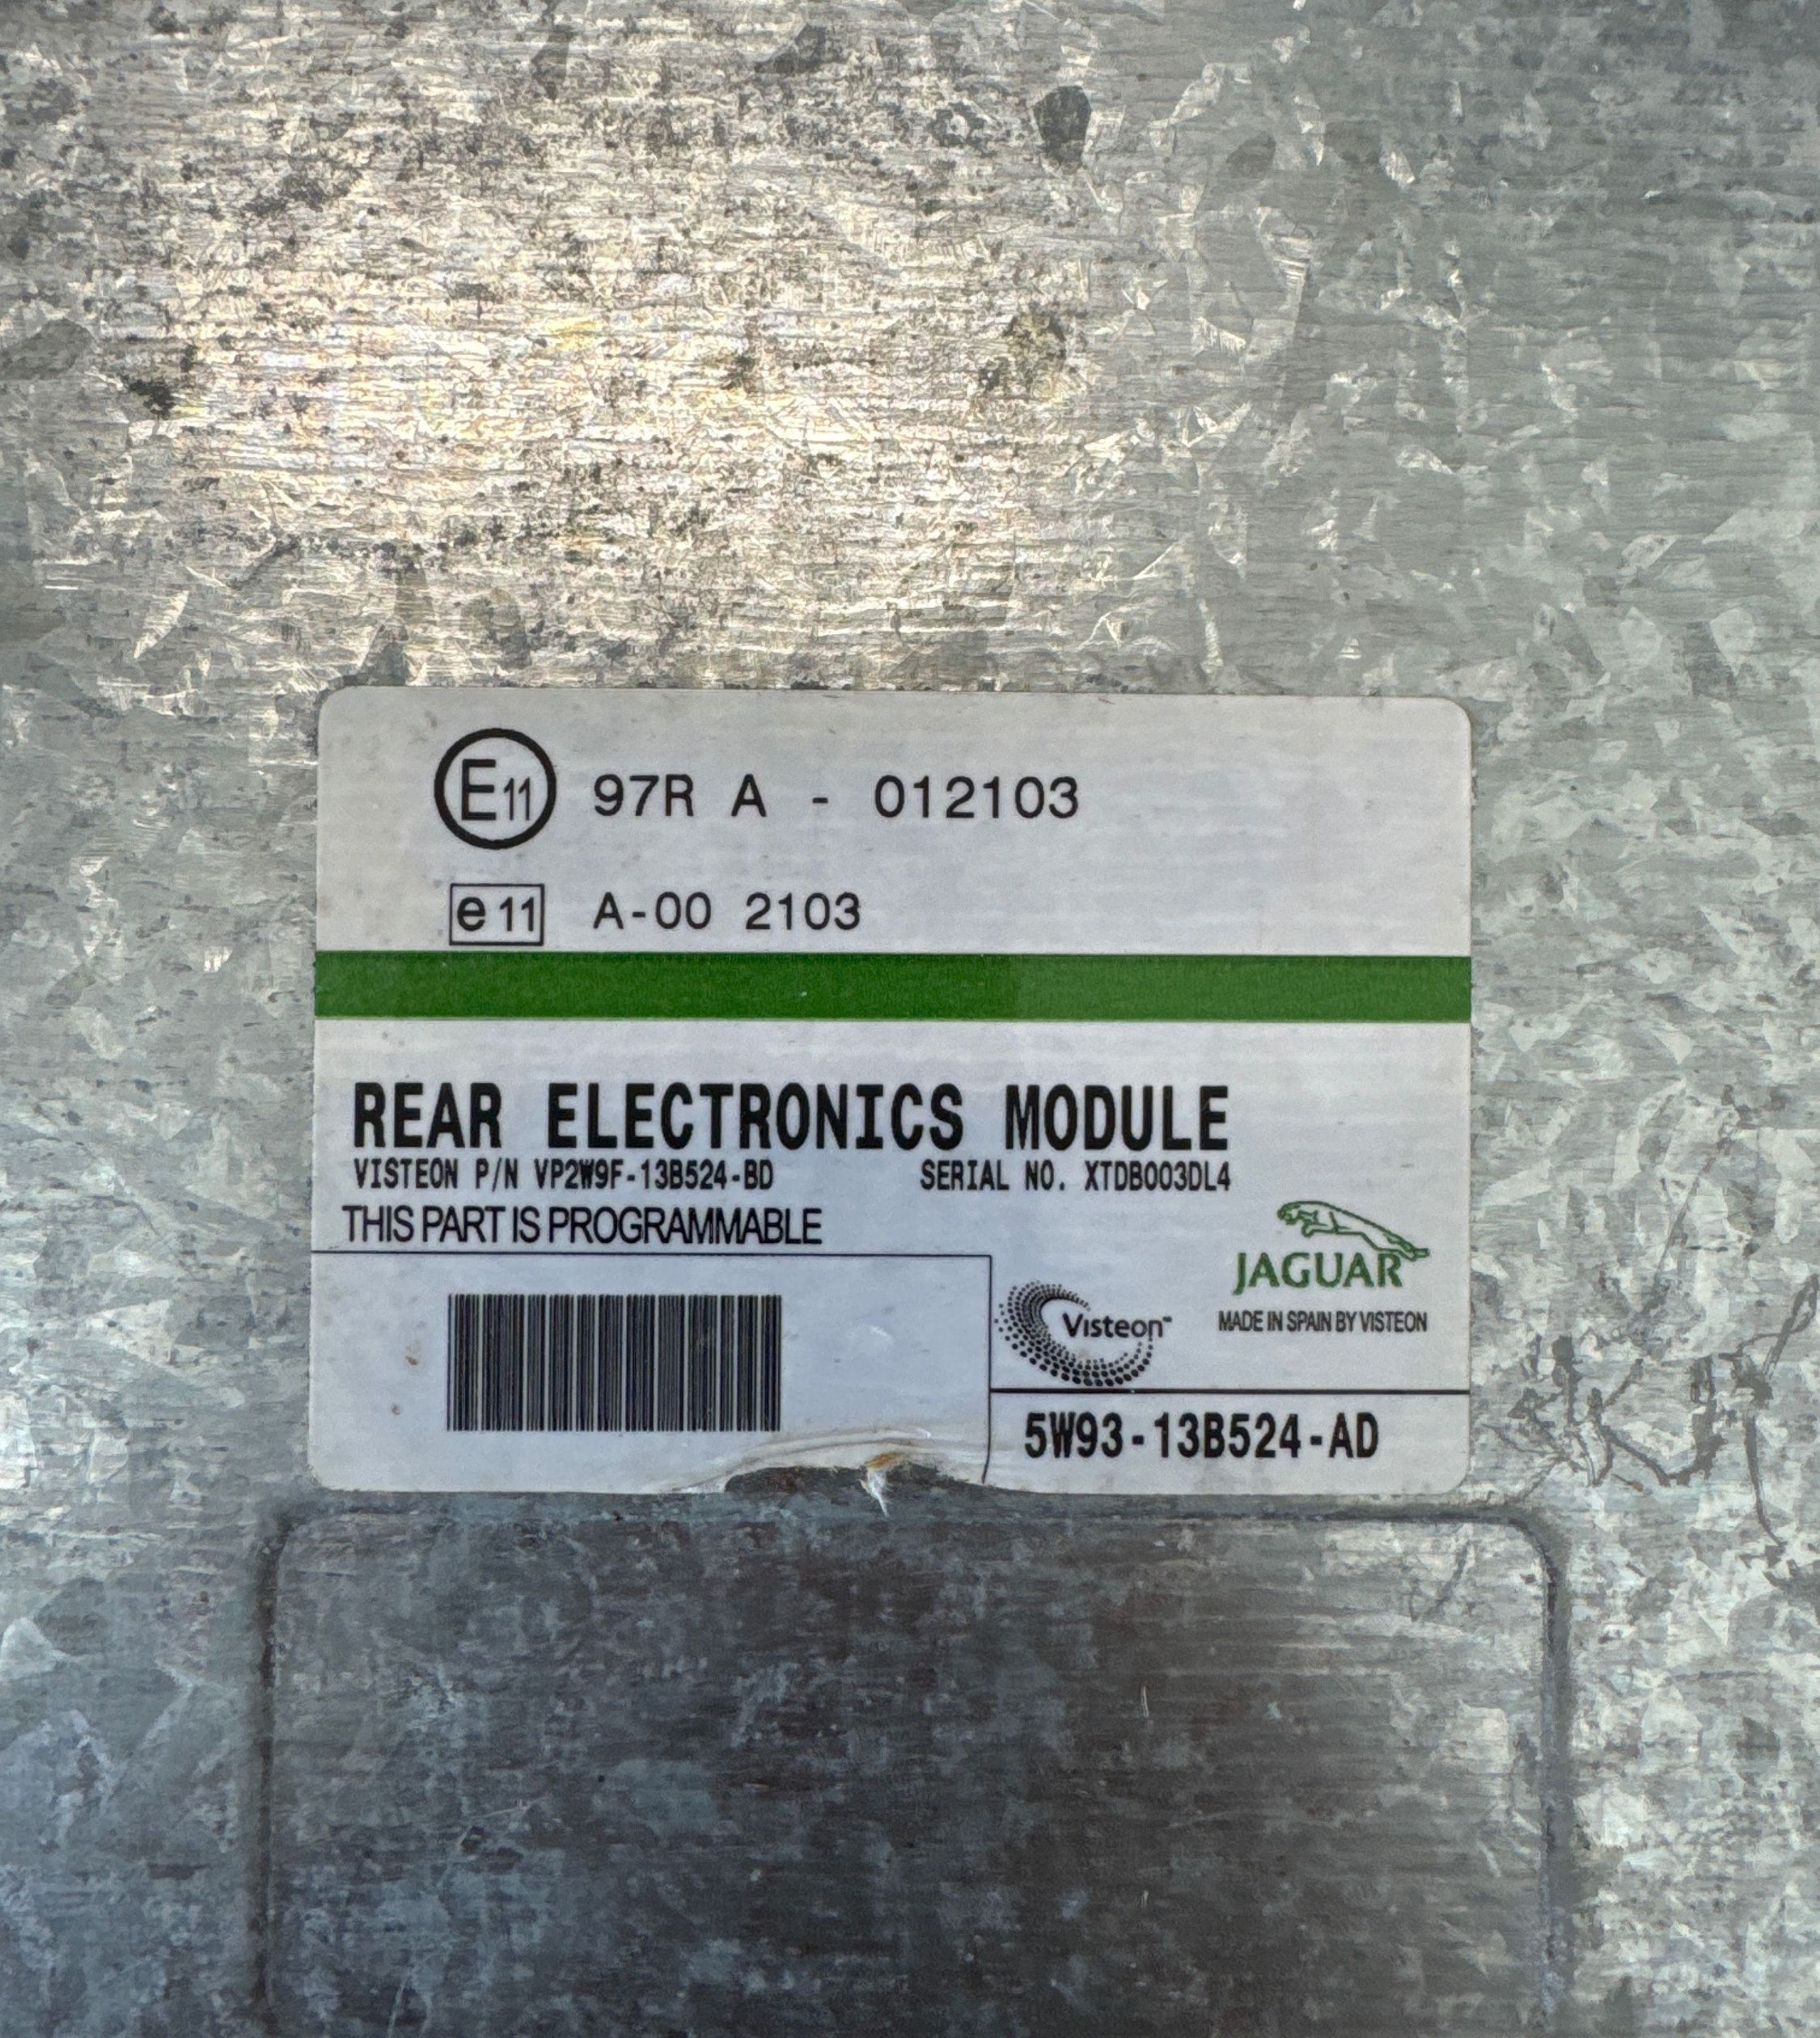 E11 97R A - 012103
e11 A-00 2103
REAR ELECTRONICS MODULE
VISTEON P/N VP2W9F-13B524-BD SERIAL NO. XTDB003DL4
THIS PART IS PROGRAMMABLE
JAGUAR
Visteon™
MADE IN SPAIN BY VISTEON
5W93-13B524-AD